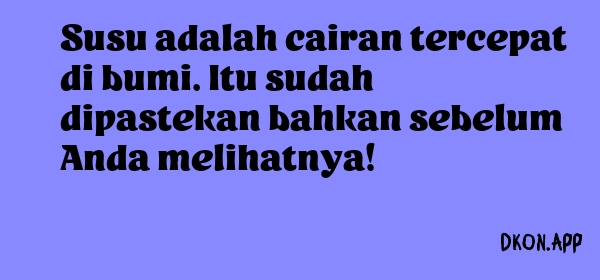 Susu adalah cairan tercepat
di bumi. Itu sudah
dipastekan bahkan sebelum
Anda melihatnya!
DKON.APP